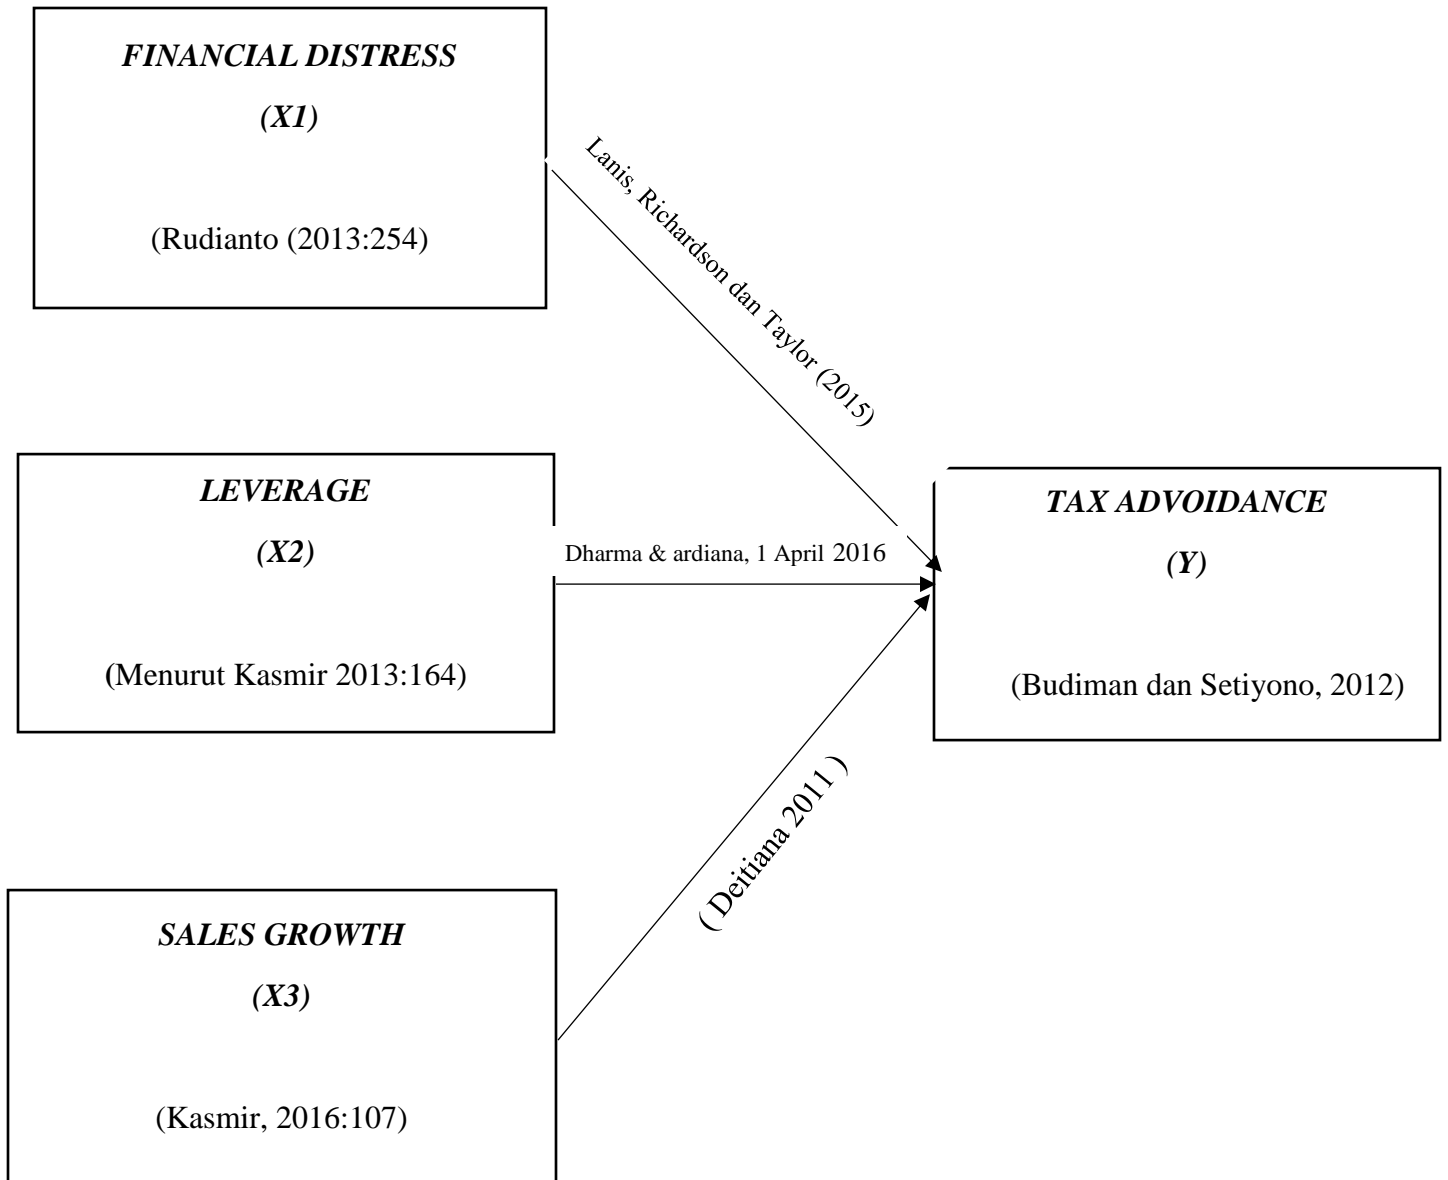 FINANCIAL DISTRESS
(X1)
(Rudianto (2013:254)
Lanis, Richardson dan Taylor (2015)
LEVERAGE
(X2)
(Menurut Kasmir 2013:164)
Dharma & ardiana, 1 April 2016
TAX ADVOIDANCE
(Y)
(Budiman dan Setiyono, 2012)
( Deitiana 2011 )
SALES GROWTH
(X3)
(Kasmir, 2016:107)